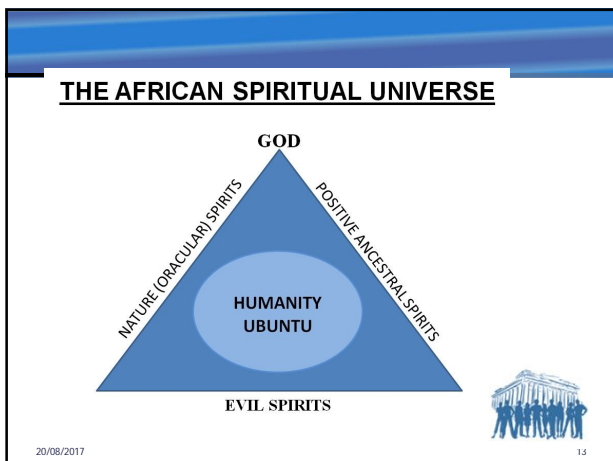 THE AFRICAN SPIRITUAL UNIVERSE
GOD
NATURE (ORACULAR) SPIRITS
POSITIVE ANCESTRAL SPIRITS
HUMANITY
UBUNTU
EVIL SPIRITS
20/08/2017
13